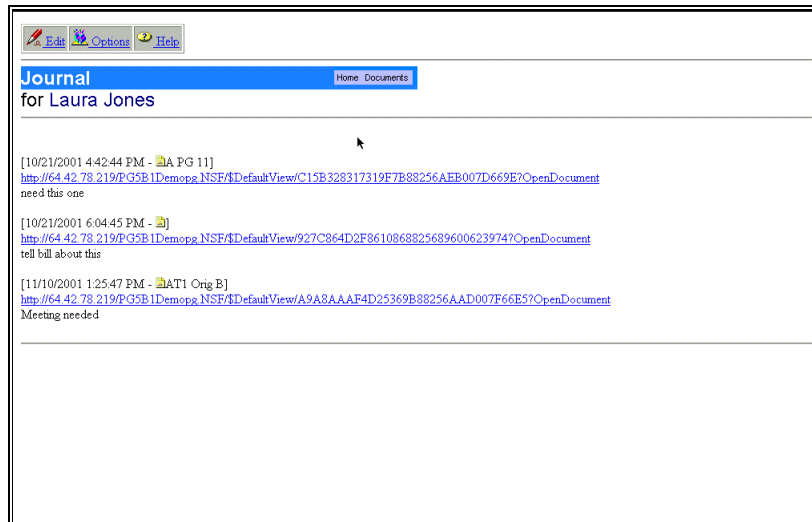 Edit Options Help
Journal
Home Documents
for Laura Jones
[10/21/2001 4:42:44 PM - A PG 11]
http://64.42.78.219/PG5B1Demopg.NSF/$DefaultView/C15B328317319F7B88256AEB007D669E?OpenDocument
need this one
[10/21/2001 6:04:45 PM - ]
http://64.42.78.219/PG5B1Demopg.NSF/$DefaultView/927C864D2F8610868825689600623974?OpenDocument
tell bill about this
[11/10/2001 1:25:47 PM - AT1 Orig B]
http://64.42.78.219/PG5B1Demopg.NSF/$DefaultView/A9A8AAAF4D25369B88256AAD007F66E5?OpenDocument
Meeting needed